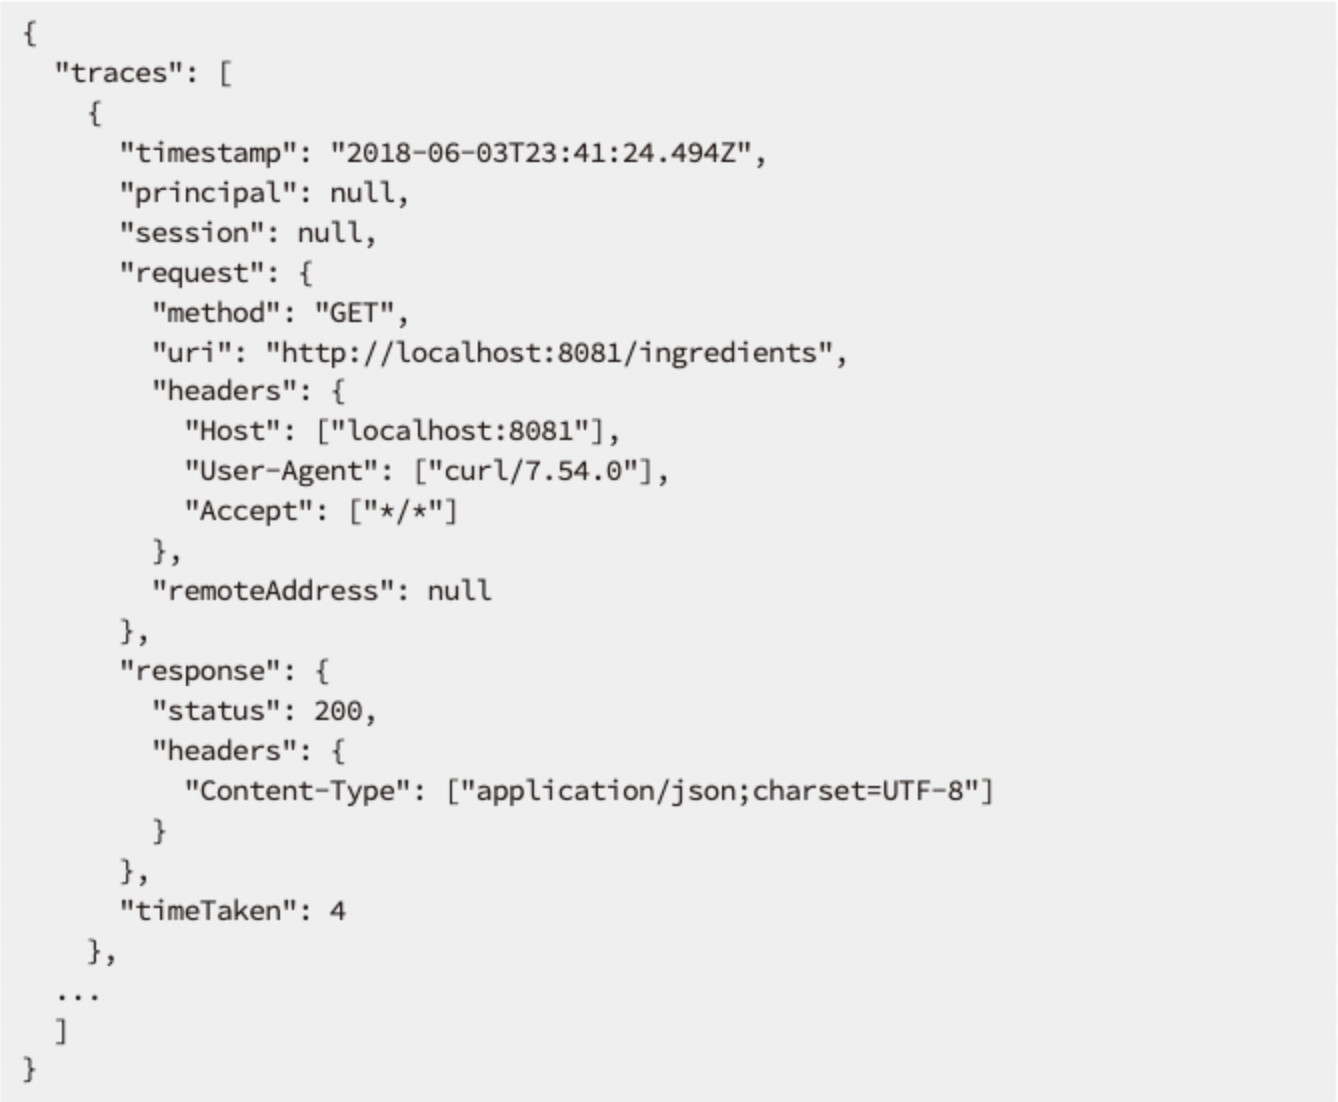 {
  "traces": [
    {
      "timestamp": "2018-06-03T23:41:24.494Z",
      "principal": null,
      "session": null,
      "request": {
        "method": "GET",
        "uri": "http://localhost:8081/ingredients",
        "headers": {
          "Host": ["localhost:8081"],
          "User-Agent": ["curl/7.54.0"],
          "Accept": ["*/*"]
        },
        "remoteAddress": null
      },
      "response": {
        "status": 200,
        "headers": {
          "Content-Type": ["application/json;charset=UTF-8"]
        }
      },
      "timeTaken": 4
    },
  ...
  ]
}